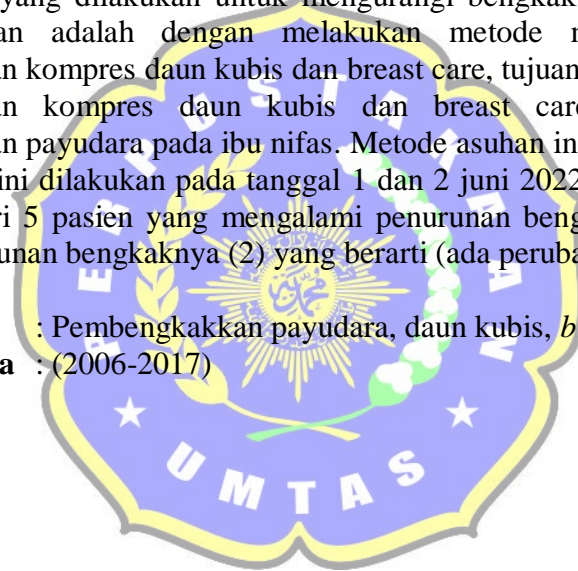 yang dilakukan untuk mengurangi bengkak
an adalah dengan melakukan metode
n kompres daun kubis dan breast care, tujuan
an kompres daun kubis dan breast care
n payudara pada ibu nifas. Metode asuhan in
ini dilakukan pada tanggal 1 dan 2 juni 2022
ri 5 pasien yang mengalami penurunan beng
unan bengkaknya (2) yang berarti (ada peruba
: Pembengkakkan payudara, daun kubis, b
a : (2006-2017)
PERPUSTAKAAN
UMTAS